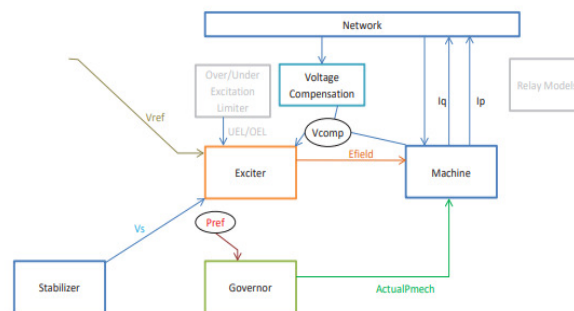 Network
Over/Under
Excitation
Limiter
Voltage
Compensation
Iq
Ip
Relay Models
Vref
UEL/OEL
Vcomp
Exciter
Efield
Machine
Vs
Pref
Stabilizer
Governor
ActualPmech